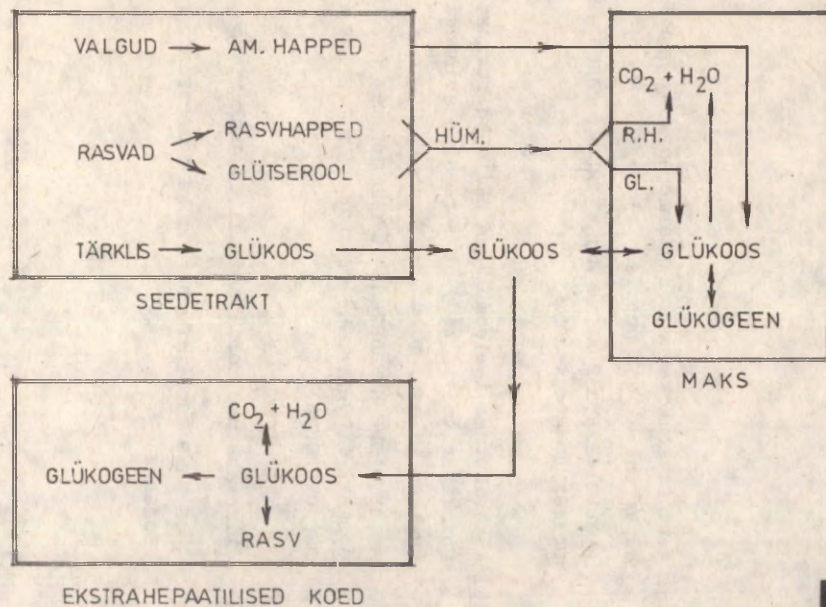 VALGUD → AM. HAPPED
CO₂ + H₂O
RASVAD
RASVHAPPED
GLÜTSEROOL
HÜM.
R.H.
GL.
TÄRKLIS → GLÜKOOS → GLÜKOOS ↔ GLÜKOOS
GLÜKOGEEN
SEEDETRAKT
MAKS
CO₂ + H₂O
GLÜKOGEEN ← GLÜKOOS
RASV
EKSTRAHEPAATILISED KOED